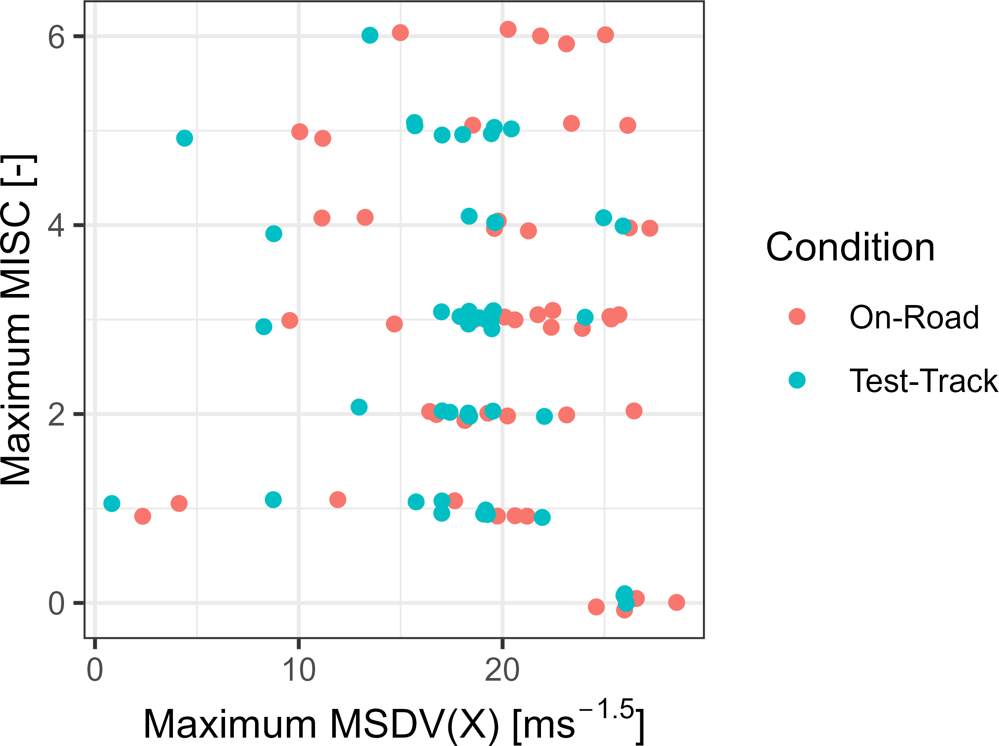 Maximum MISC [-]
6
4
2
0
0 10 20
Maximum MSDV(X) [ms⁻¹·⁵]
Condition
On-Road
Test-Track